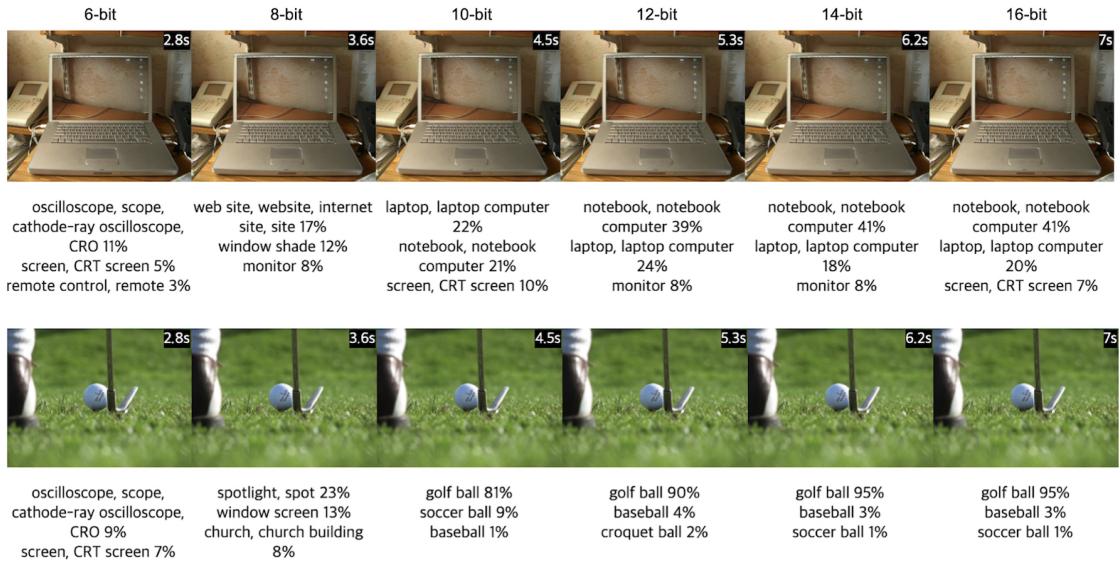 6-bit 8-bit 10-bit 12-bit 14-bit 16-bit
2.8s 3.6s 4.5s 5.3s 6.2s 7s
oscilloscope, scope,
cathode-ray oscilloscope,
CRO 11%
screen, CRT screen 5%
remote control, remote 3%
web site, website, internet
site, site 17%
window shade 12%
monitor 8%
laptop, laptop computer
22%
notebook, notebook
computer 21%
screen, CRT screen 10%
notebook, notebook
computer 39%
laptop, laptop computer
24%
monitor 8%
notebook, notebook
computer 41%
laptop, laptop computer
18%
monitor 8%
notebook, notebook
computer 41%
laptop, laptop computer
20%
screen, CRT screen 7%
2.8s 3.6s 4.5s 5.3s 6.2s 7s
oscilloscope, scope,
cathode-ray oscilloscope,
CRO 9%
screen, CRT screen 7%
spotlight, spot 23%
window screen 13%
church, church building
8%
golf ball 81%
soccer ball 9%
baseball 1%
golf ball 90%
baseball 4%
croquet ball 2%
golf ball 95%
baseball 3%
soccer ball 1%
golf ball 95%
baseball 3%
soccer ball 1%